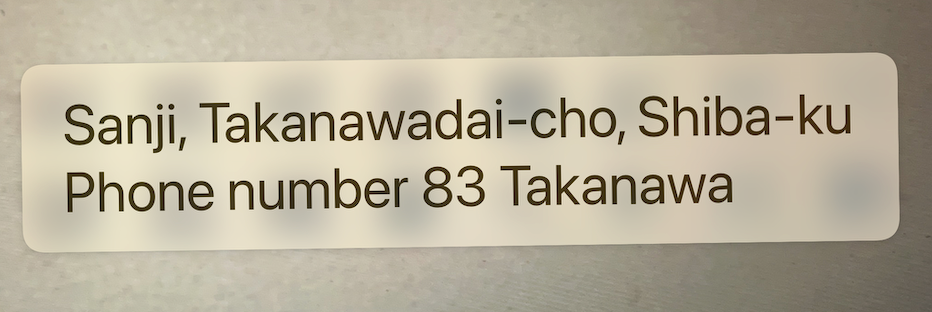 Sanji, Takanawadai-cho, Shiba-ku
Phone number 83 Takanawa